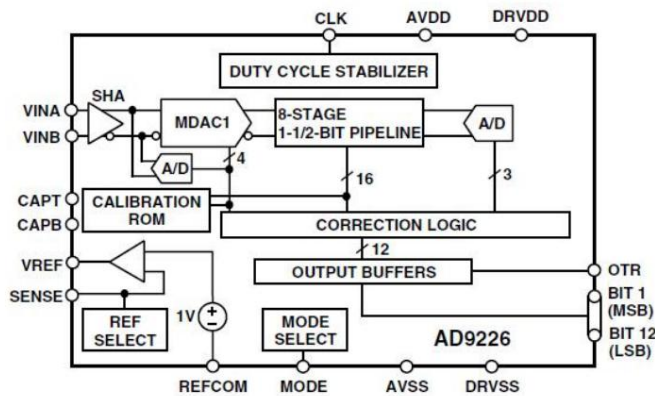 CLK
AVDD
DRVDD
DUTY CYCLE STABILIZER
SHA
VINA
VINB
MDAC1
8-STAGE
1-1/2-BIT PIPELINE
A/D
A/D
4
16
3
CAPT
CAPB
CALIBRATION
ROM
CORRECTION LOGIC
12
VREF
SENSE
OUTPUT BUFFERS
OTR
BIT 1
(MSB)
BIT 12
(LSB)
REF
SELECT
1V
MODE
SELECT
AD9226
REFCOM
MODE
AVSS
DRVSS